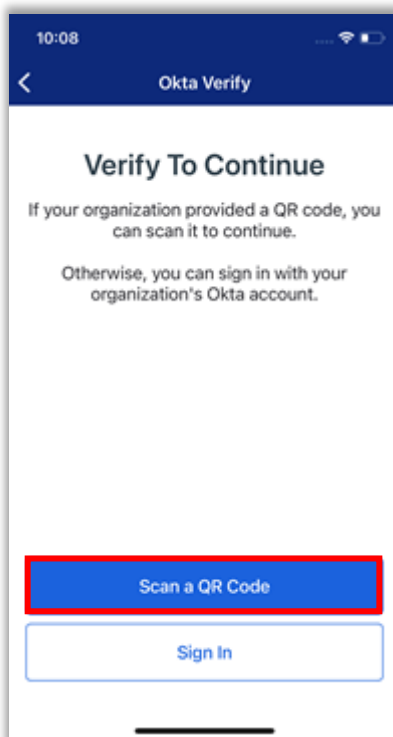 10:08
Okta Verify
Verify To Continue
If your organization provided a QR code, you
can scan it to continue.
Otherwise, you can sign in with your
organization's Okta account.
Scan a QR Code
Sign In